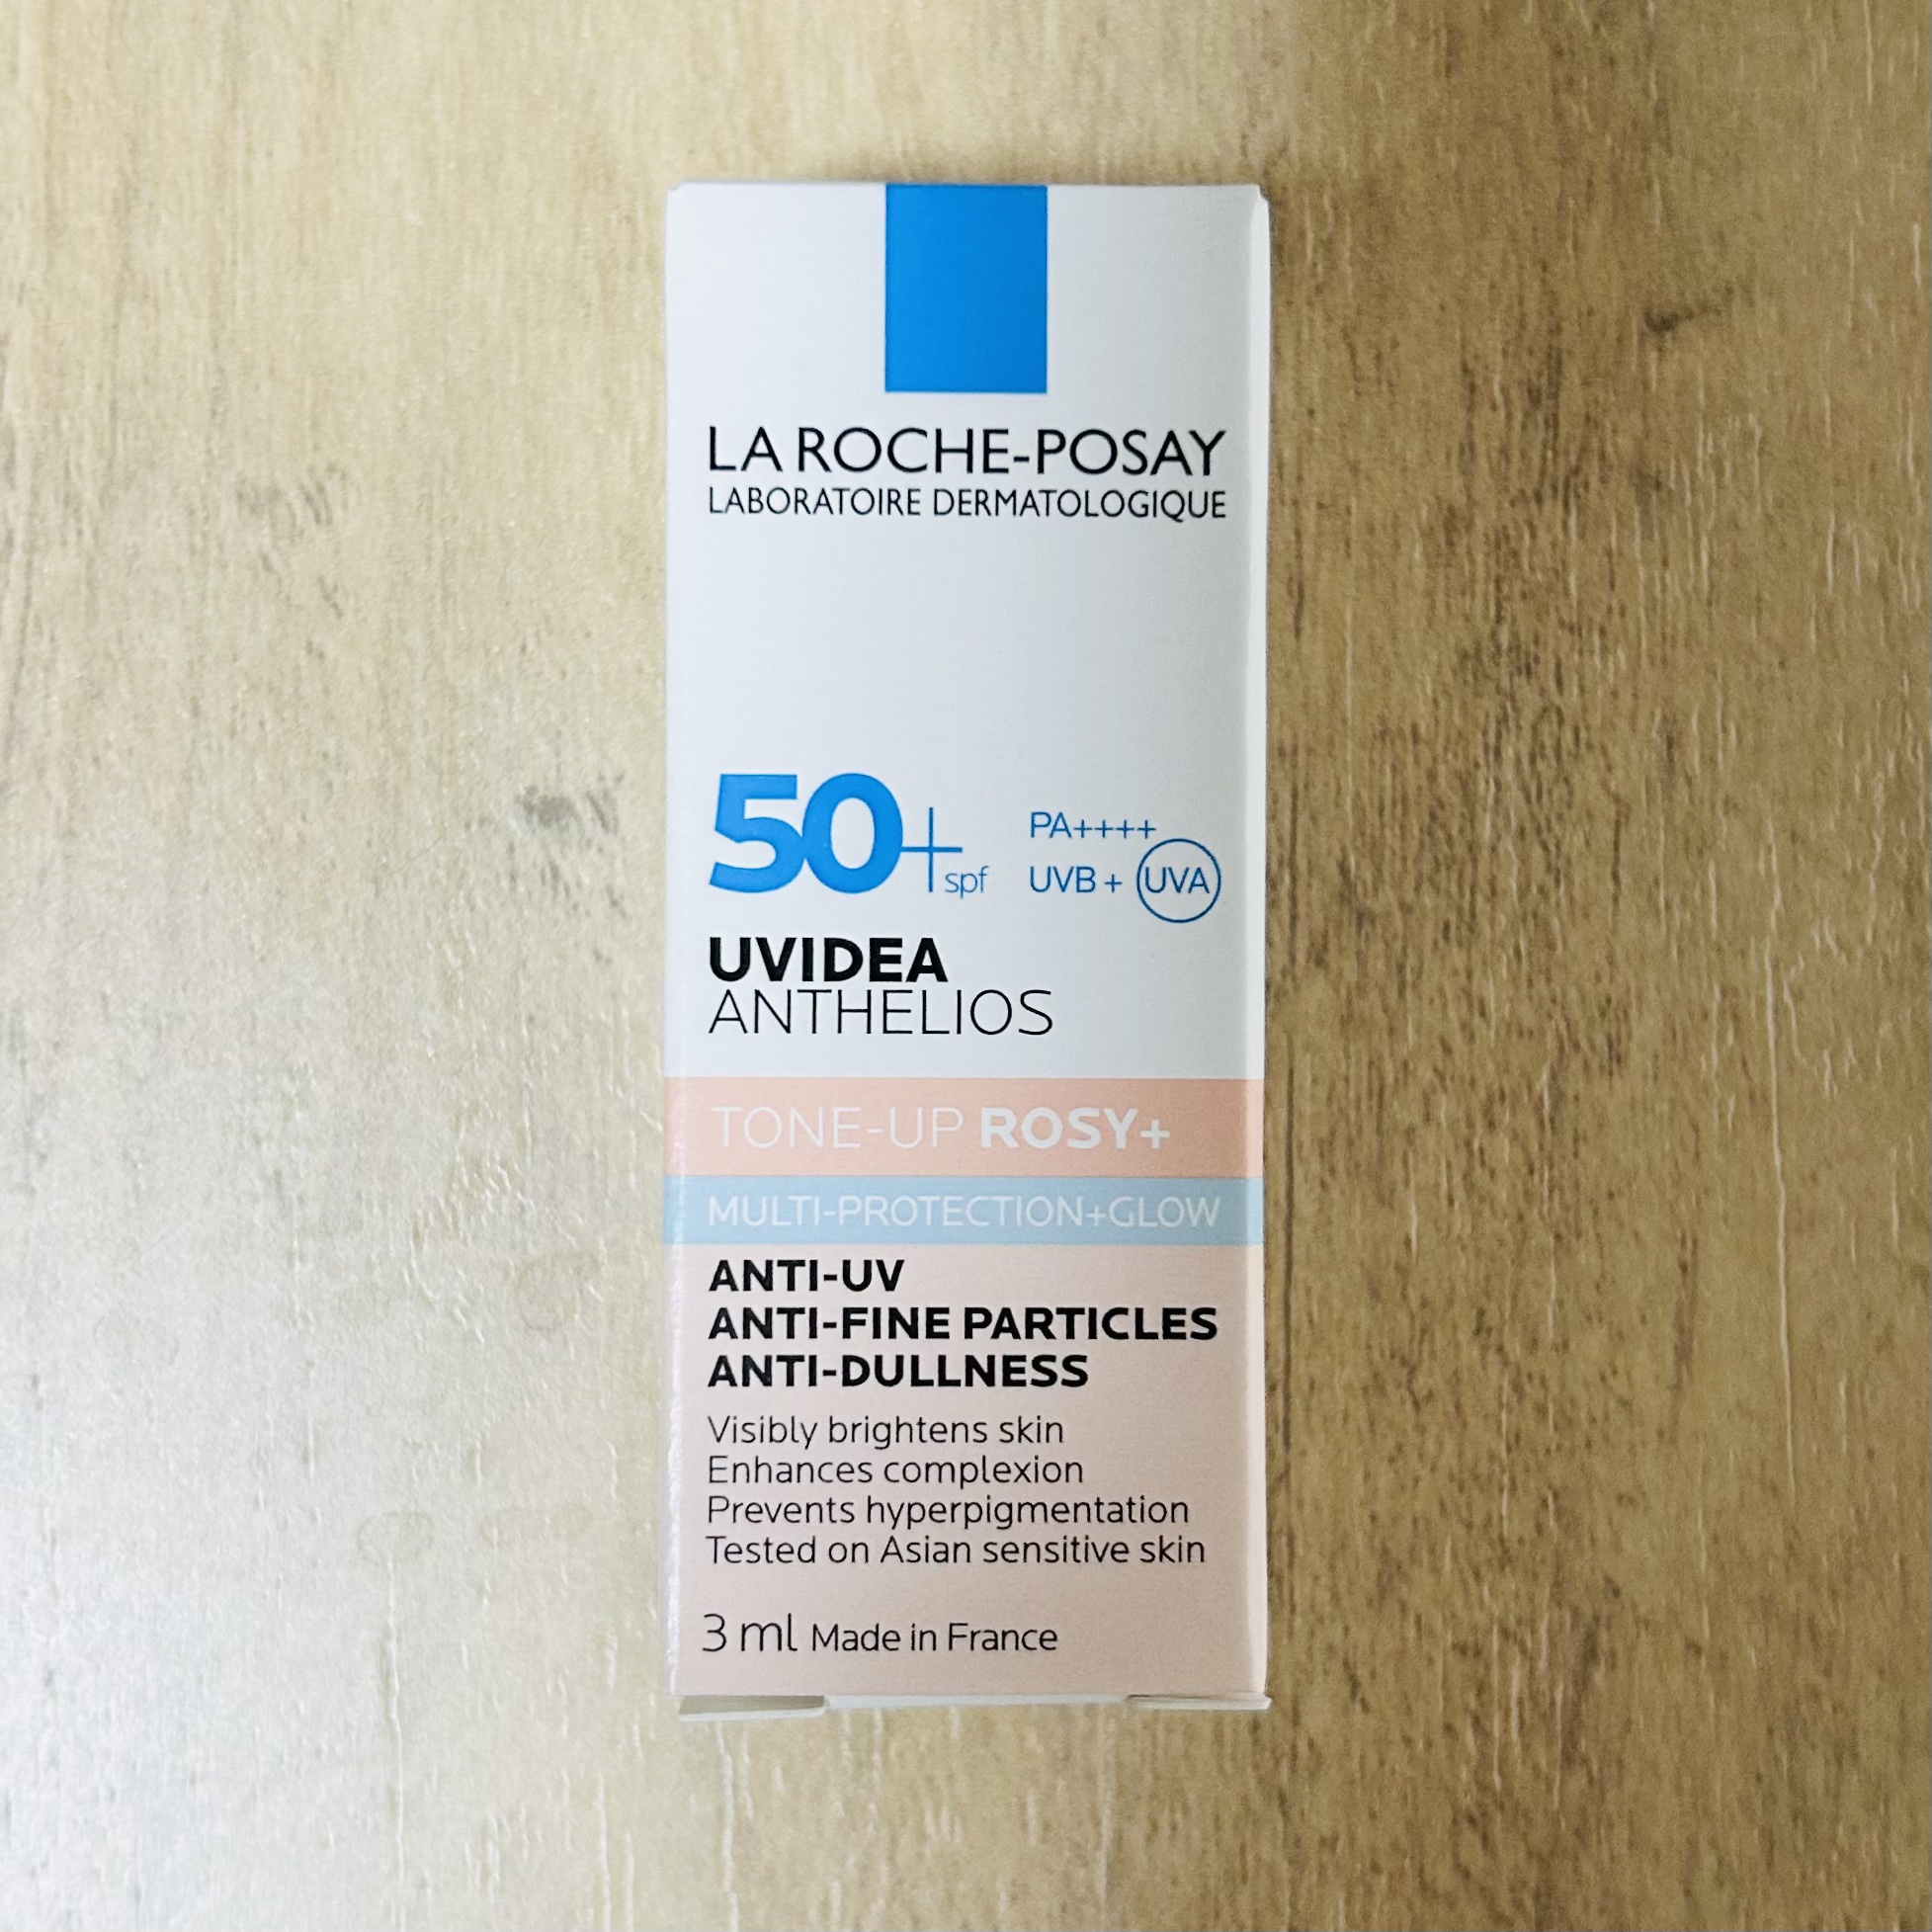 LA ROCHE-POSAY
LABORATOIRE DERMATOLOGIQUE
50+ spf
PA++++
UVB + UVA
UVIDEA
ANTHELIOS
TONE-UP ROSY+
MULTI-PROTECTION+GLOW
ANTI-UV
ANTI-FINE PARTICLES
ANTI-DULLNESS
Visibly brightens skin
Enhances complexion
Prevents hyperpigmentation
Tested on Asian sensitive skin
3 ml Made in France